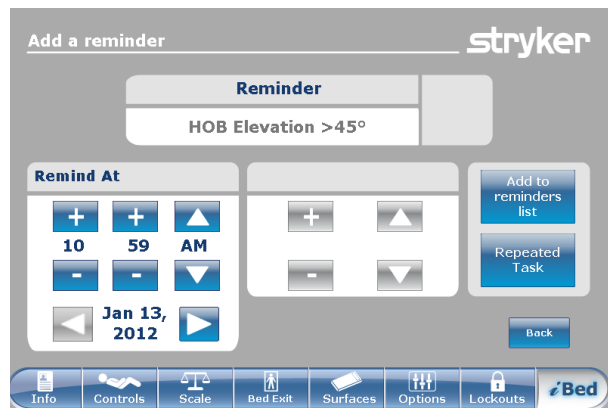 Add a reminder
stryker
Reminder
HOB Elevation >45°
Remind At
+ +
10 59 AM
- -
Jan 13,
2012
+
-
Add to
reminders
list
Repeated
Task
Back
Info Controls Scale Bed Exit Surfaces Options Lockouts iBed